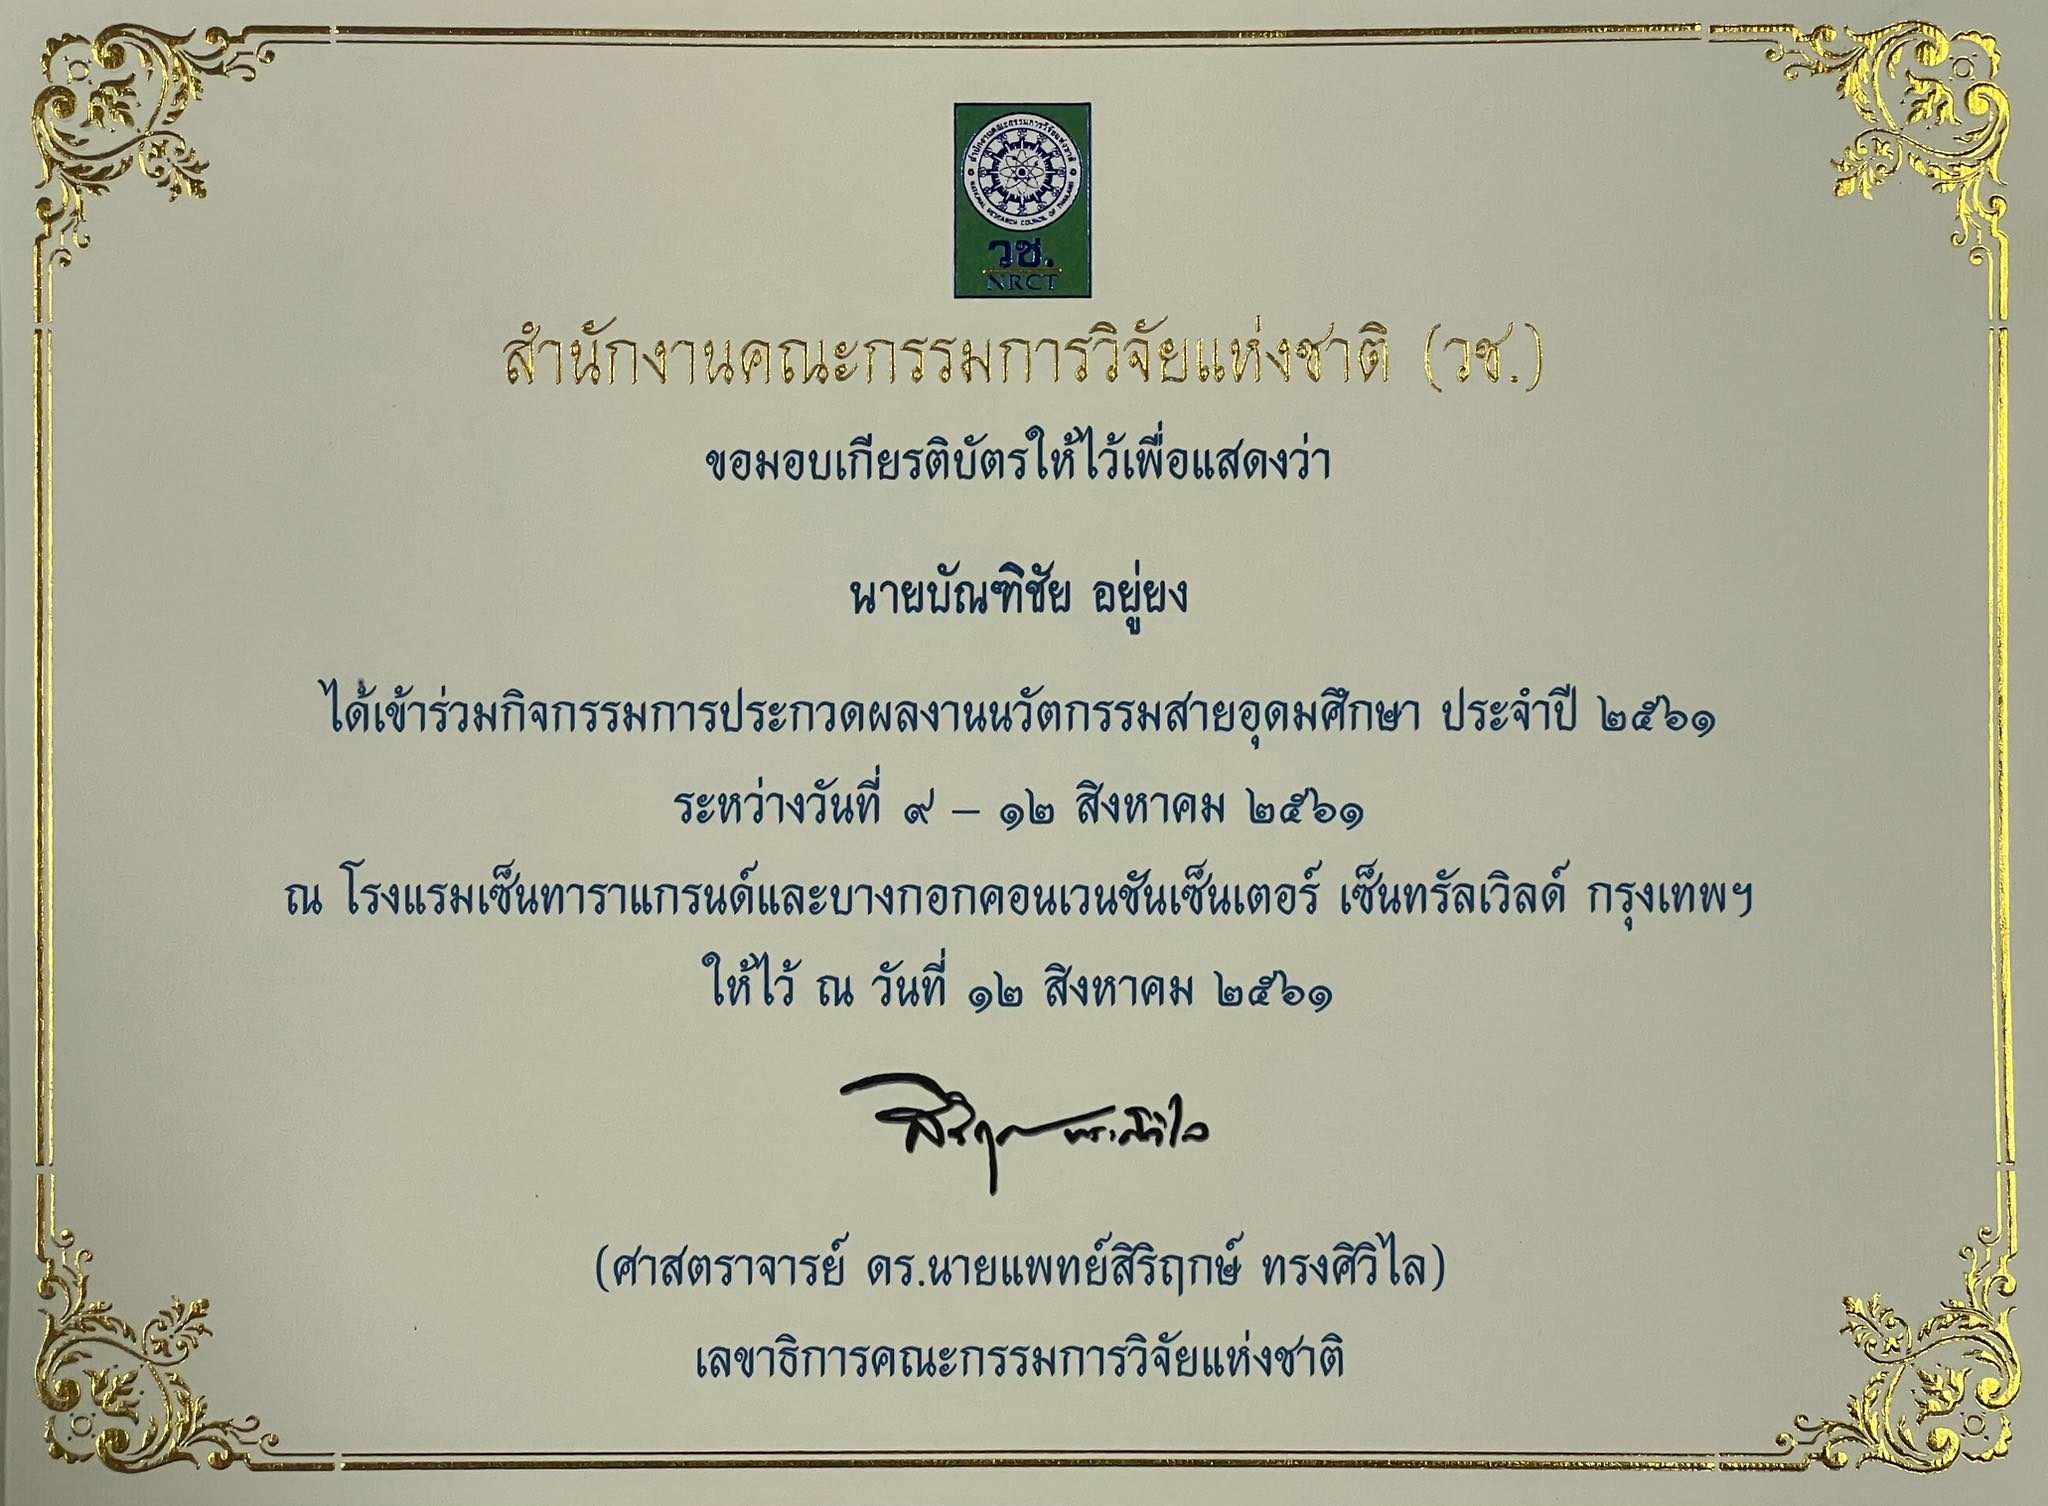 สำนักงานคณะกรรมการวิจัยแห่งชาติ
NATIONAL RESEARCH COUNCIL OF THAILAND
วช.
NRCT
สำนักงานคณะกรรมการวิจัยแห่งชาติ (วช.)
ขอมอบเกียรติบัตรให้ไว้เพื่อแสดงว่า
นายบัณฑิชัย อยู่ยง
ได้เข้าร่วมกิจกรรมการประกวดผลงานนวัตกรรมสายอุดมศึกษา ประจำปี ๒๕๖๑
ระหว่างวันที่ ๙ – ๑๒ สิงหาคม ๒๕๖๑
ณ โรงแรมเซ็นทาราแกรนด์และบางกอกคอนเวนชันเซ็นเตอร์ เซ็นทรัลเวิลด์ กรุงเทพฯ
ให้ไว้ ณ วันที่ ๑๒ สิงหาคม ๒๕๖๑
สิริฤกษ์ ทรงศิวิไล
(ศาสตราจารย์ ดร.นายแพทย์สิริฤกษ์ ทรงศิวิไล)
เลขาธิการคณะกรรมการวิจัยแห่งชาติ